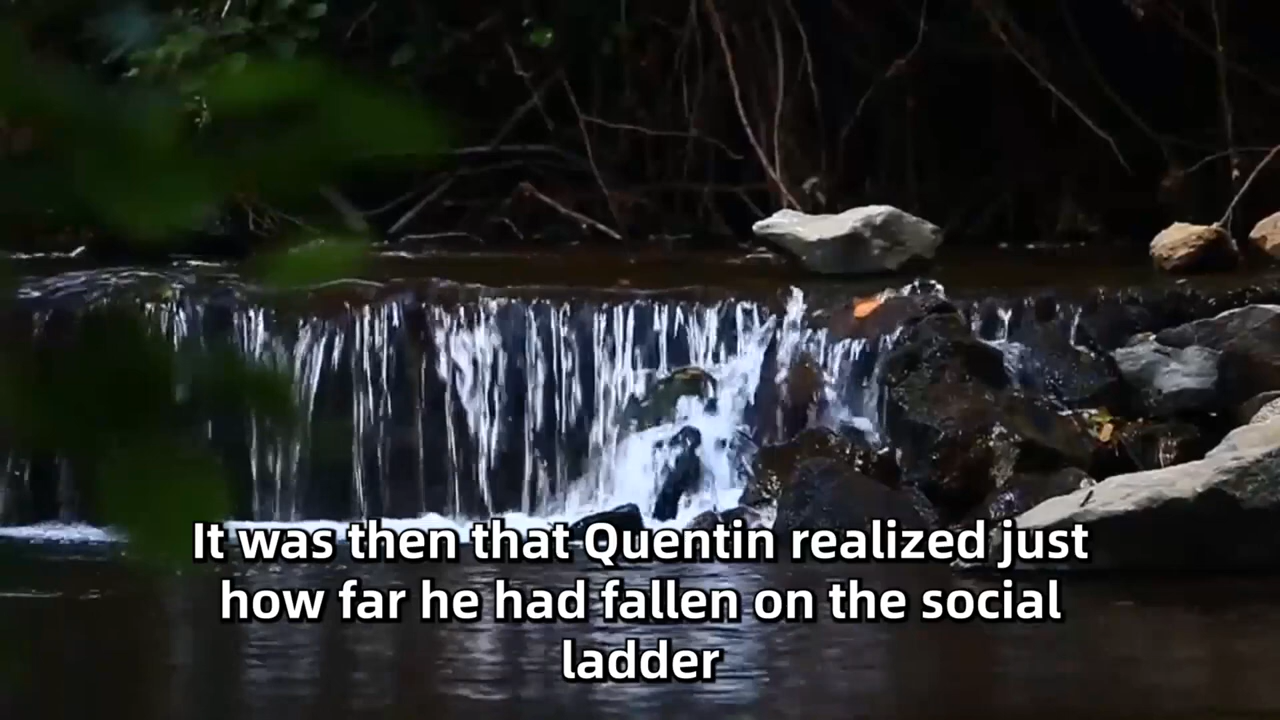 It was then that Quentin realized just
how far he had fallen on the social
ladder